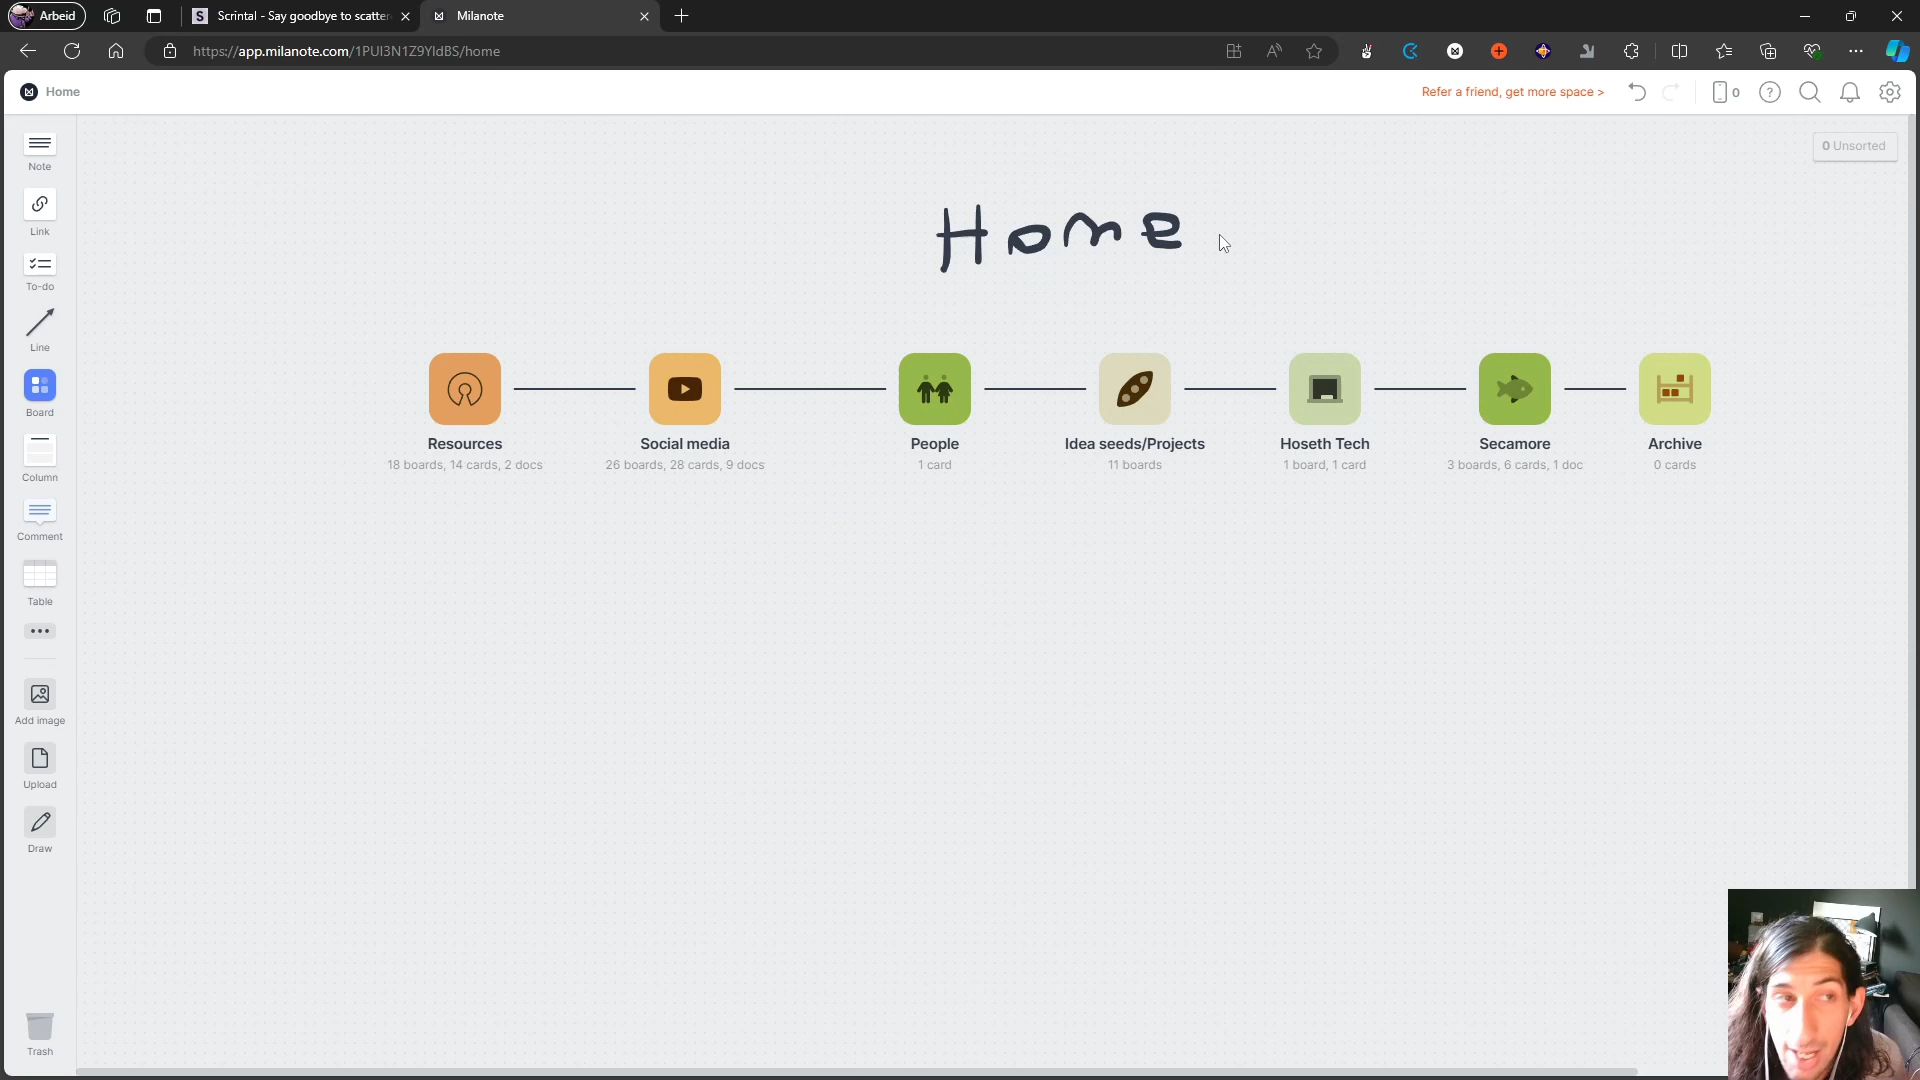 Arbeid
Scrintal - Say goodbye to scatter
Milanote
https://app.milanote.com/1PUI3N1Z9YIdBS/home
Home
Refer a friend, get more space >
0
0 Unsorted
Home
Note
Link
To-do
Line
Board
Column
Comment
Table
Add image
Upload
Draw
Trash
Resources
18 boards, 14 cards, 2 docs
Social media
26 boards, 28 cards, 9 docs
People
1 card
Idea seeds/Projects
11 boards
Hoseth Tech
1 board, 1 card
Secamore
3 boards, 6 cards, 1 doc
Archive
0 cards